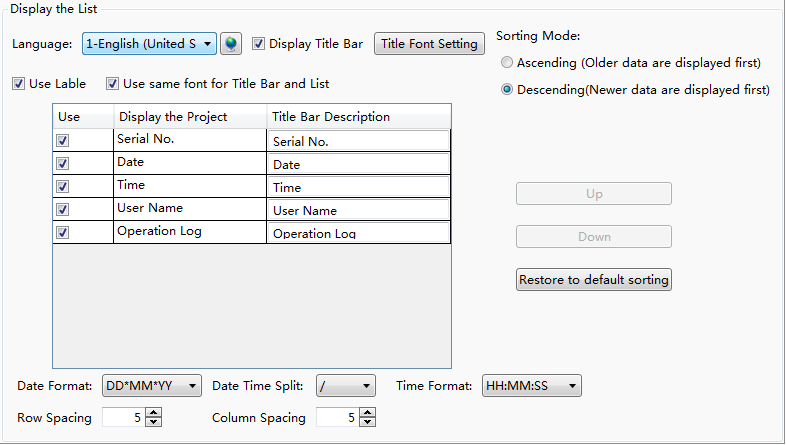 Display the List
Language: 1-English (United S Display Title Bar Title Font Setting
Sorting Mode:
Ascending (Older data are displayed first)
Descending(Newer data are displayed first)
Use Lable Use same font for Title Bar and List
Use Display the Project Title Bar Description
Serial No. Serial No.
Date Date
Time Time
User Name User Name
Operation Log Operation Log
Up
Down
Restore to default sorting
Date Format: DD*MM*YY Date Time Split: / Time Format: HH:MM:SS
Row Spacing 5 Column Spacing 5